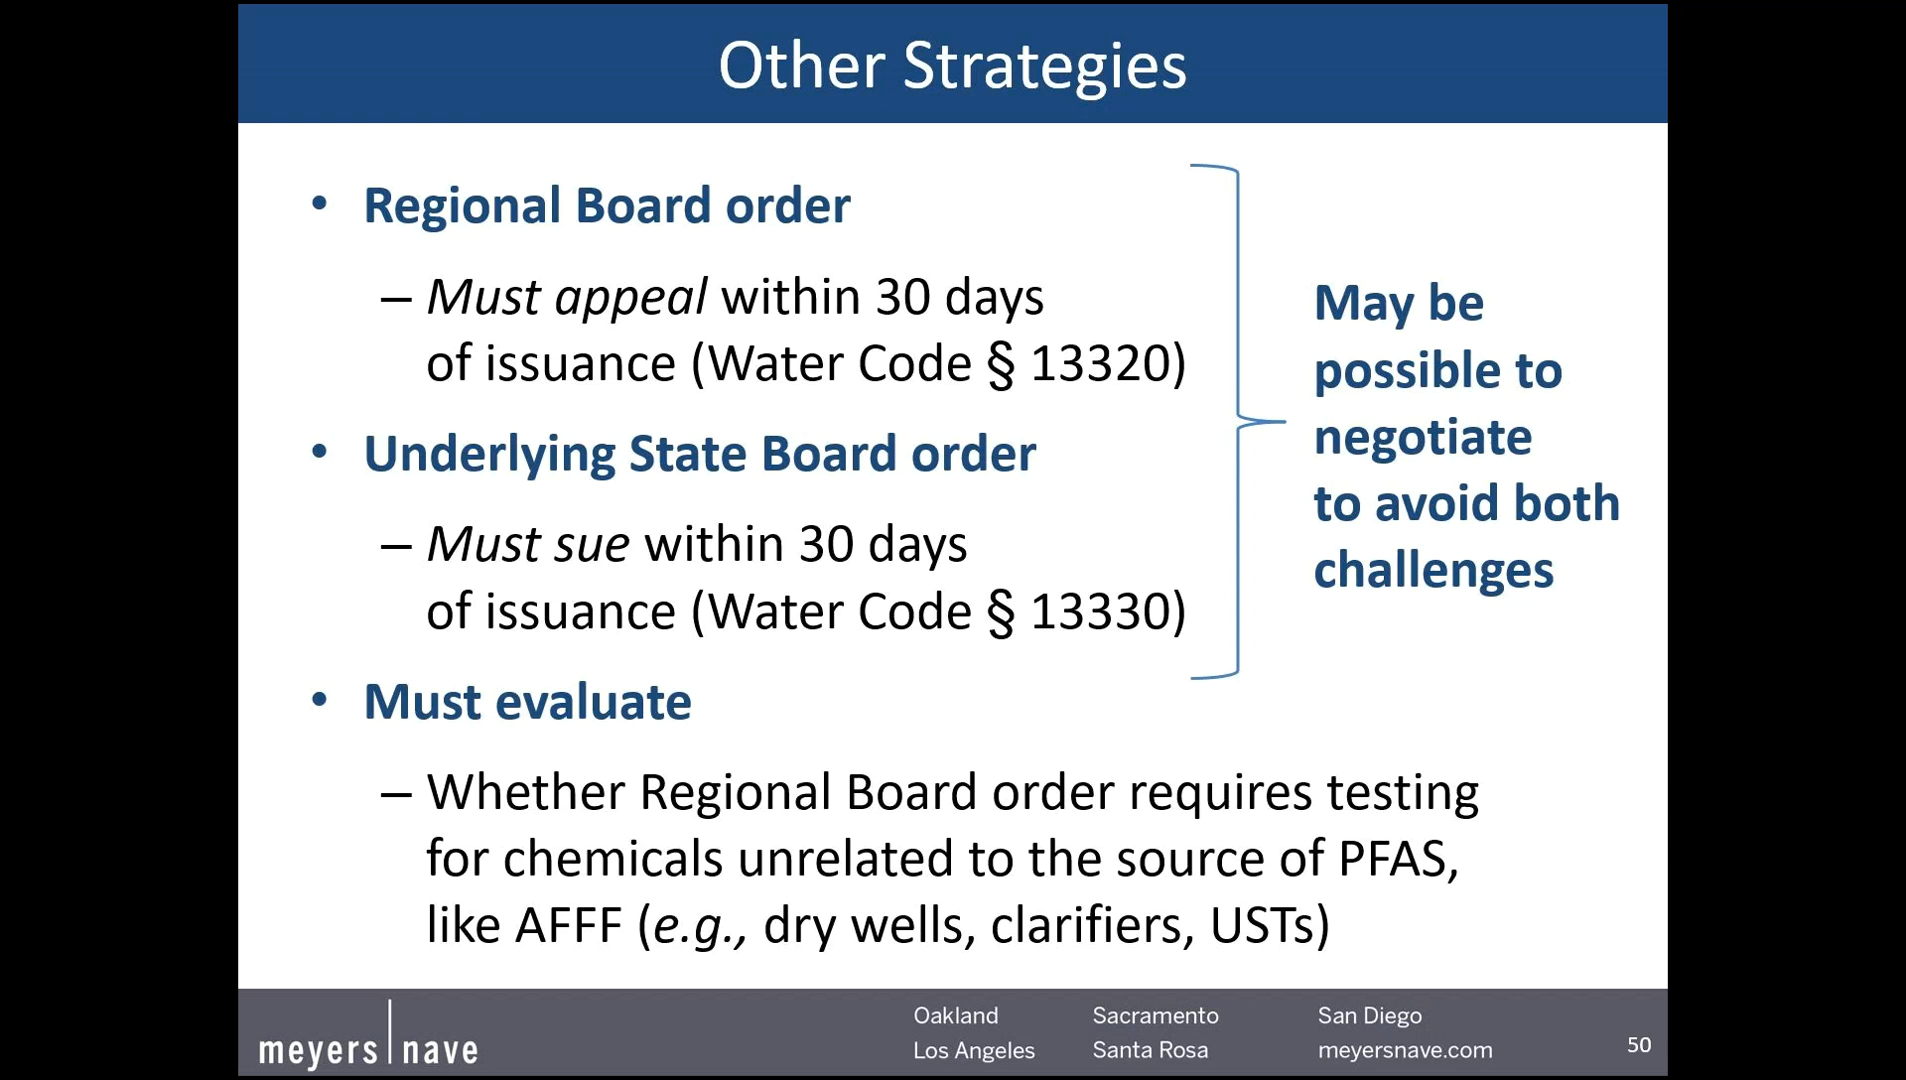 Other Strategies
• Regional Board order
– Must appeal within 30 days
of issuance (Water Code § 13320)
• Underlying State Board order
– Must sue within 30 days
of issuance (Water Code § 13330)
May be
possible to
negotiate
to avoid both
challenges
• Must evaluate
– Whether Regional Board order requires testing
for chemicals unrelated to the source of PFAS,
like AFFF (e.g., dry wells, clarifiers, USTs)
meyers nave
Oakland
Los Angeles
Sacramento
Santa Rosa
San Diego
meyersnave.com
50